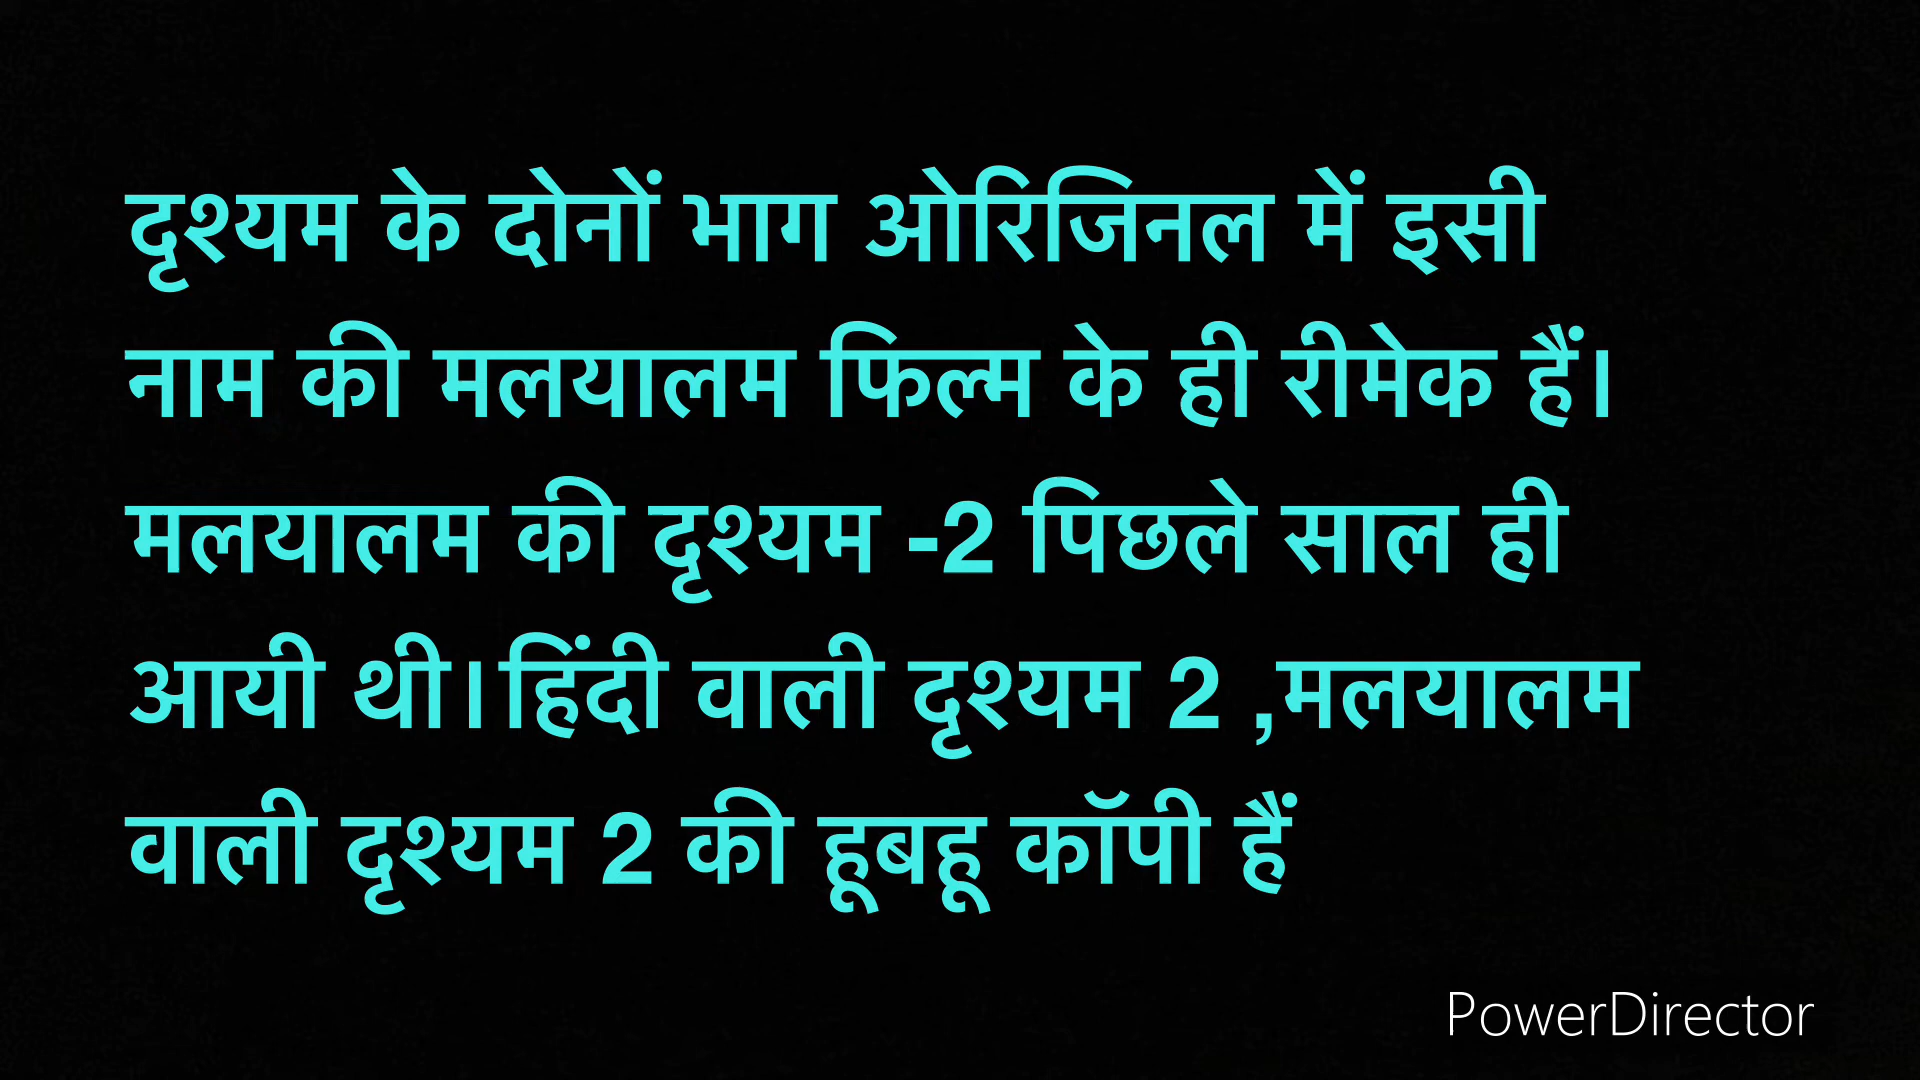 दृश्यम के दोनों भाग ओरिजिनल में इसी
नाम की मलयालम फिल्म के ही रीमेक हैं।
मलयालम की दृश्यम -2 पिछले साल ही
आयी थी।हिंदी वाली दृश्यम 2 ,मलयालम
वाली दृश्यम 2 की हूबहू कॉपी हैं
PowerDirector